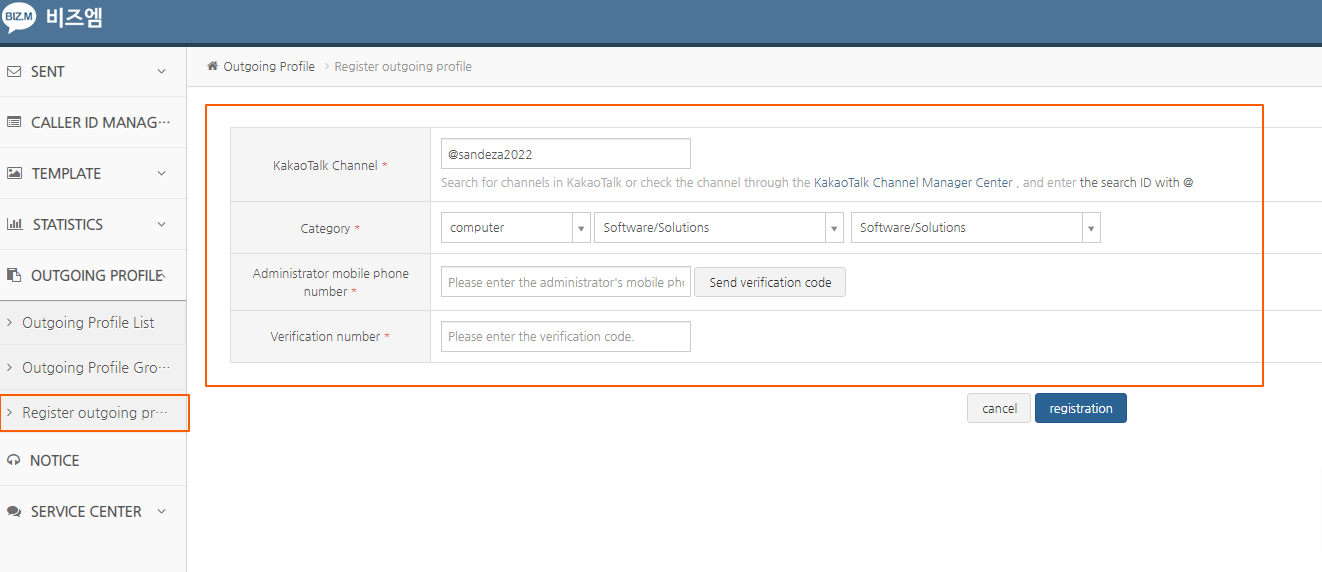 BIZ.M 비즈엠
SENT
CALLER ID MANAG⋯
TEMPLATE
STATISTICS
OUTGOING PROFILE
Outgoing Profile List
Outgoing Profile Gro⋯
Register outgoing pr⋯
NOTICE
SERVICE CENTER
Outgoing Profile > Register outgoing profile
KakaoTalk Channel *
@sandeza2022
Search for channels in KakaoTalk or check the channel through the KakaoTalk Channel Manager Center , and enter the search ID with @
Category *
computer Software/Solutions Software/Solutions
Administrator mobile phone
number *
Please enter the administrator's mobile pho Send verification code
Verification number *
Please enter the verification code.
cancel registration